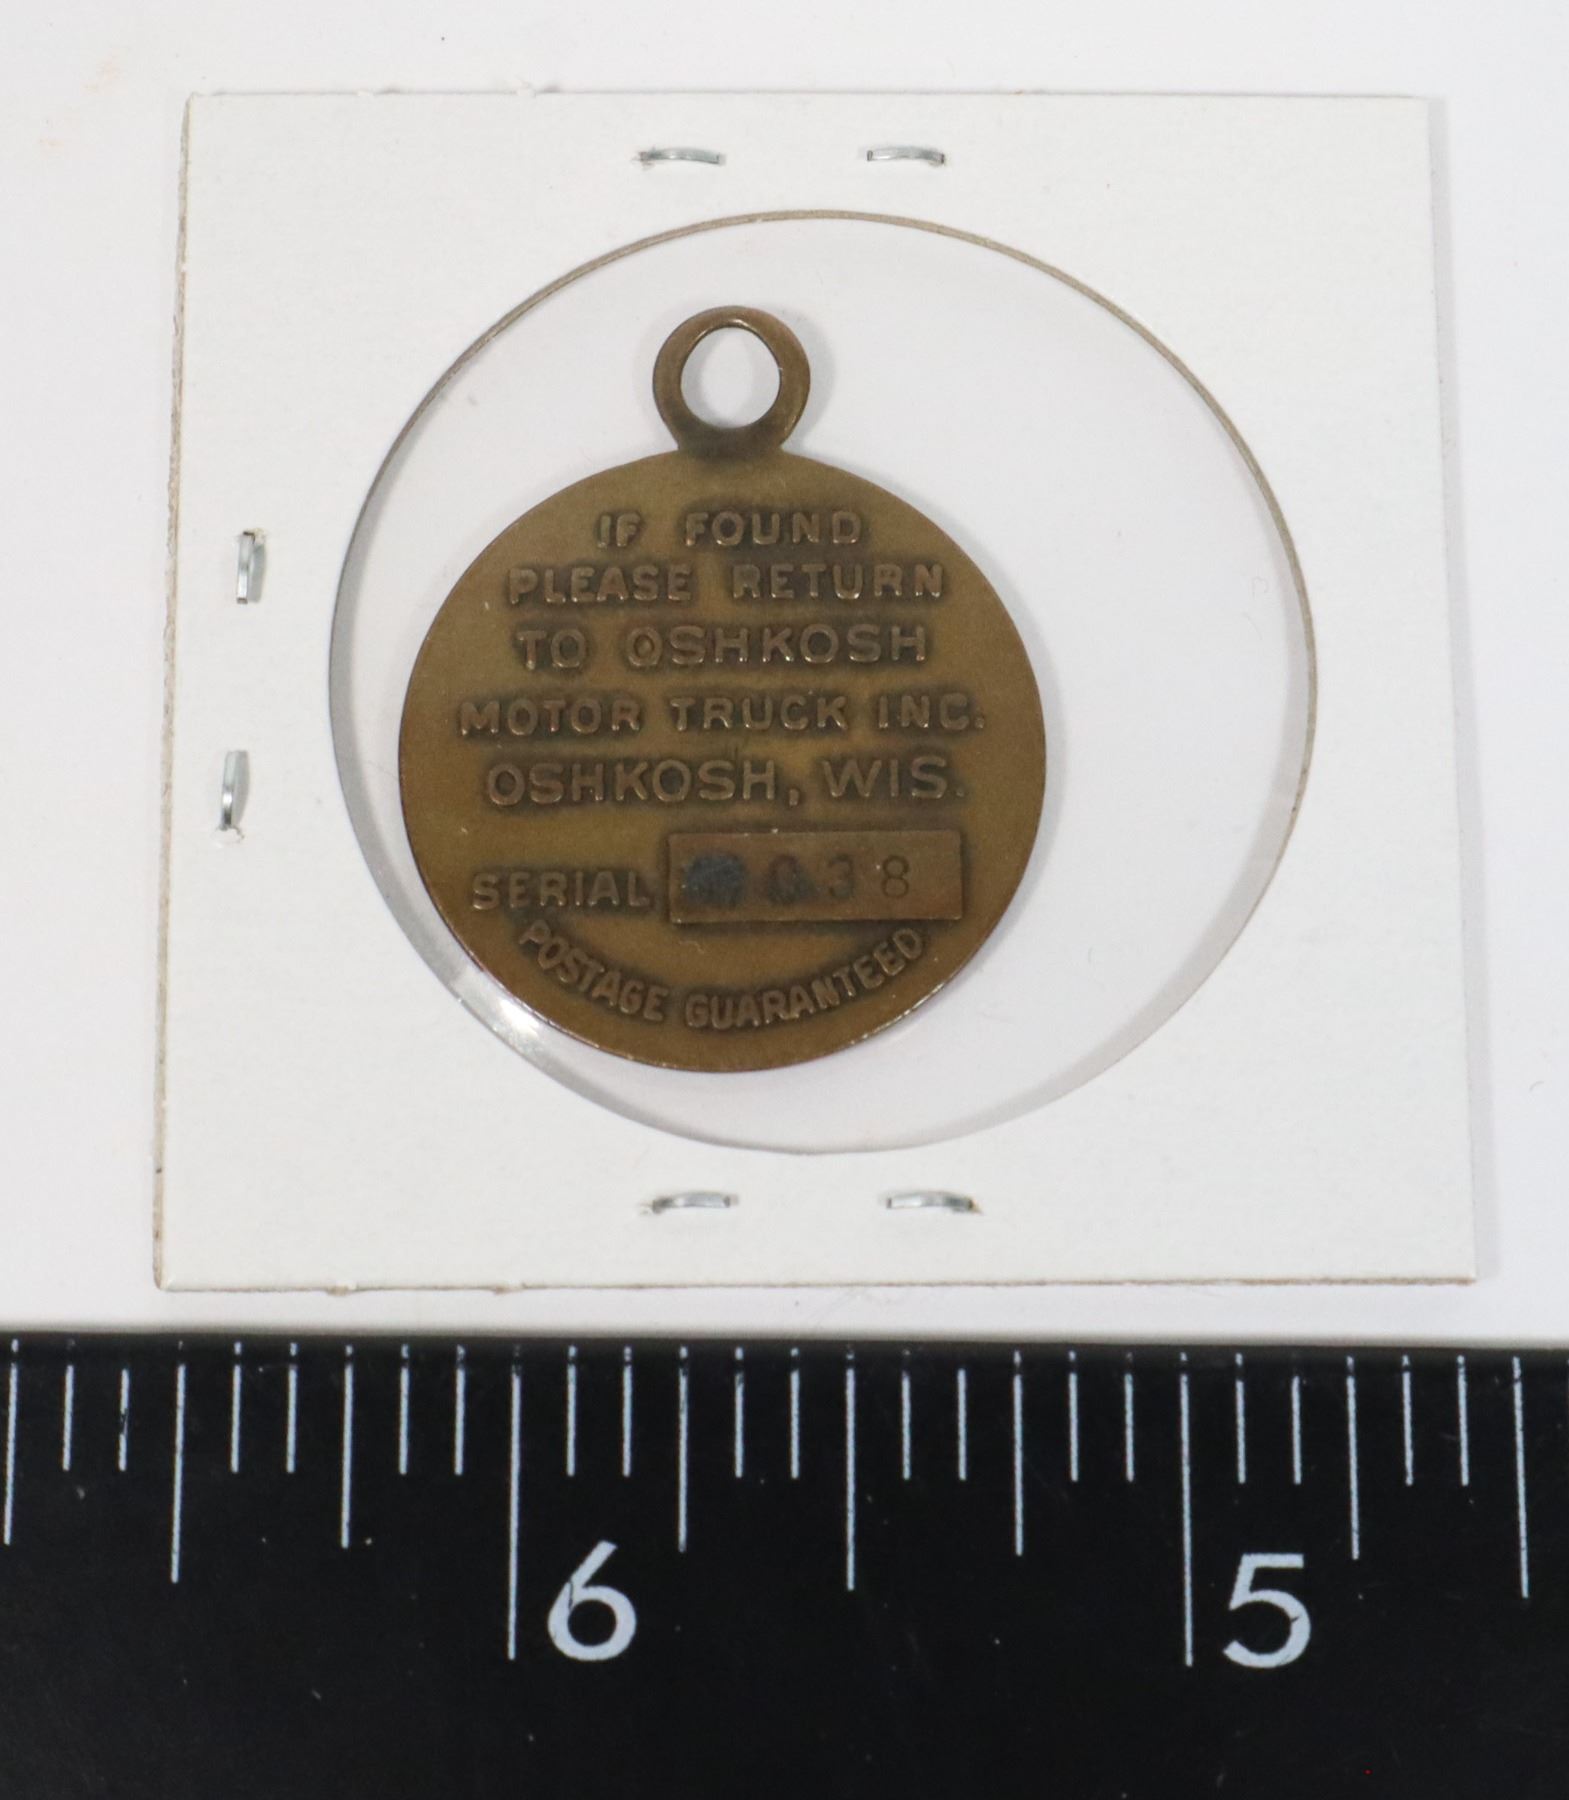 IF FOUND
PLEASE RETURN
TO OSHKOSH
MOTOR TRUCK INC.
OSHKOSH, WIS.
SERIAL
POSTAGE GUARANTEED
6 5